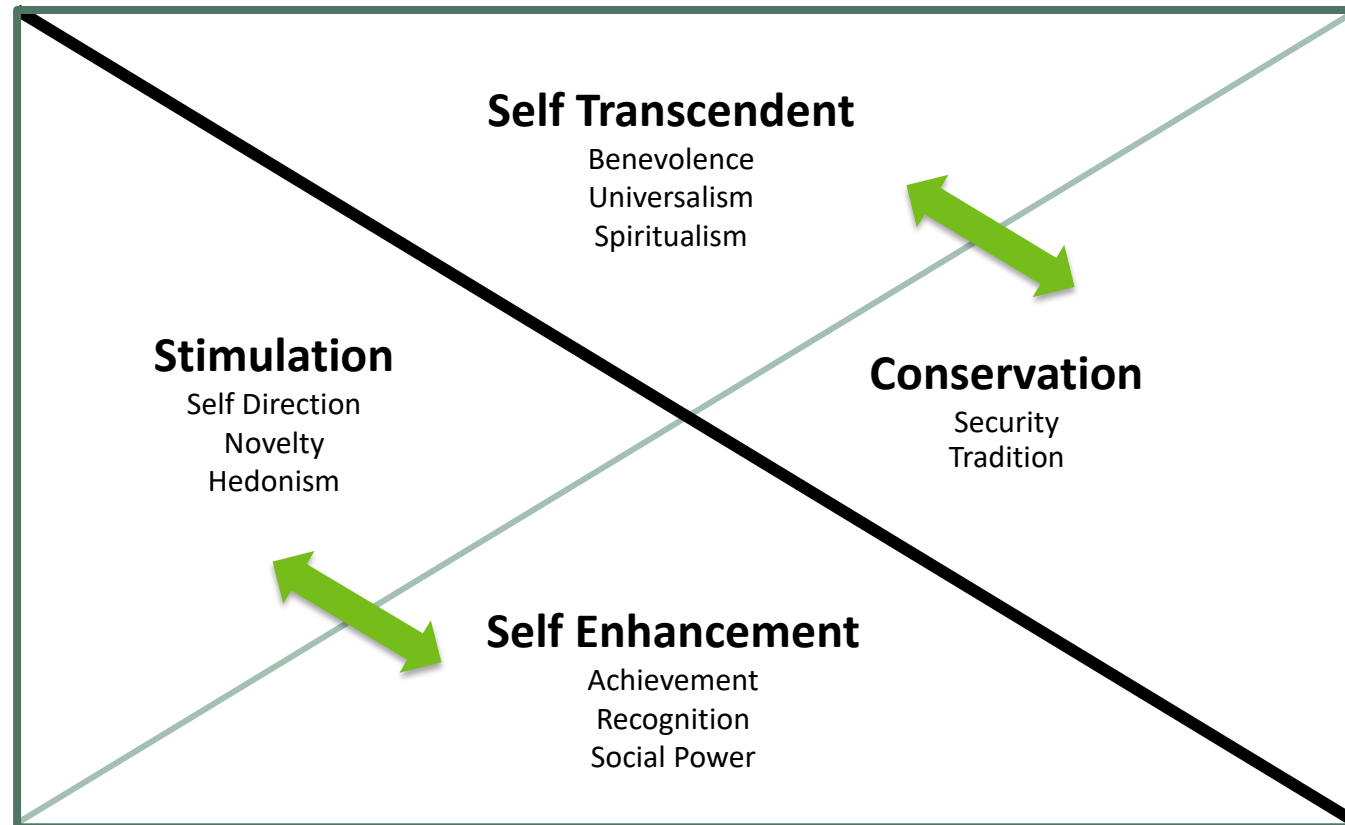 Self Transcendent
Benevolence
Universalism
Spiritualism
Stimulation
Self Direction
Novelty
Hedonism
Conservation
Security
Tradition
Self Enhancement
Achievement
Recognition
Social Power